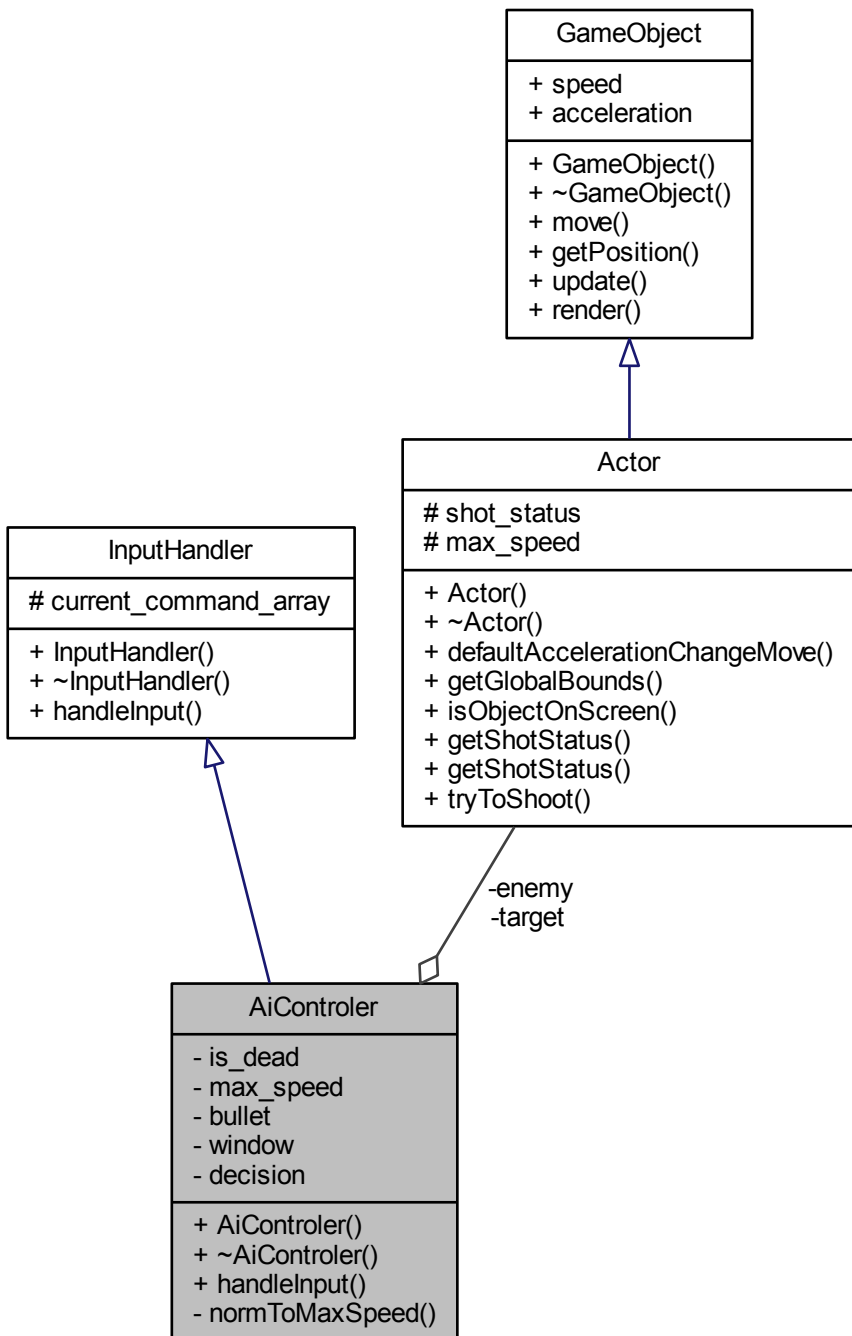 GameObject
+ speed
+ acceleration
+ GameObject()
+ ~GameObject()
+ move()
+ getPosition()
+ update()
+ render()
Actor
# shot_status
# max_speed
+ Actor()
+ ~Actor()
+ defaultAccelerationChangeMove()
+ getGlobalBounds()
+ isObjectOnScreen()
+ getShotStatus()
+ getShotStatus()
+ tryToShoot()
InputHandler
# current_command_array
+ InputHandler()
+ ~InputHandler()
+ handleInput()
-enemy
-target
AiControler
- is_dead
- max_speed
- bullet
- window
- decision
+ AiControler()
+ ~AiControler()
+ handleInput()
- normToMaxSpeed()